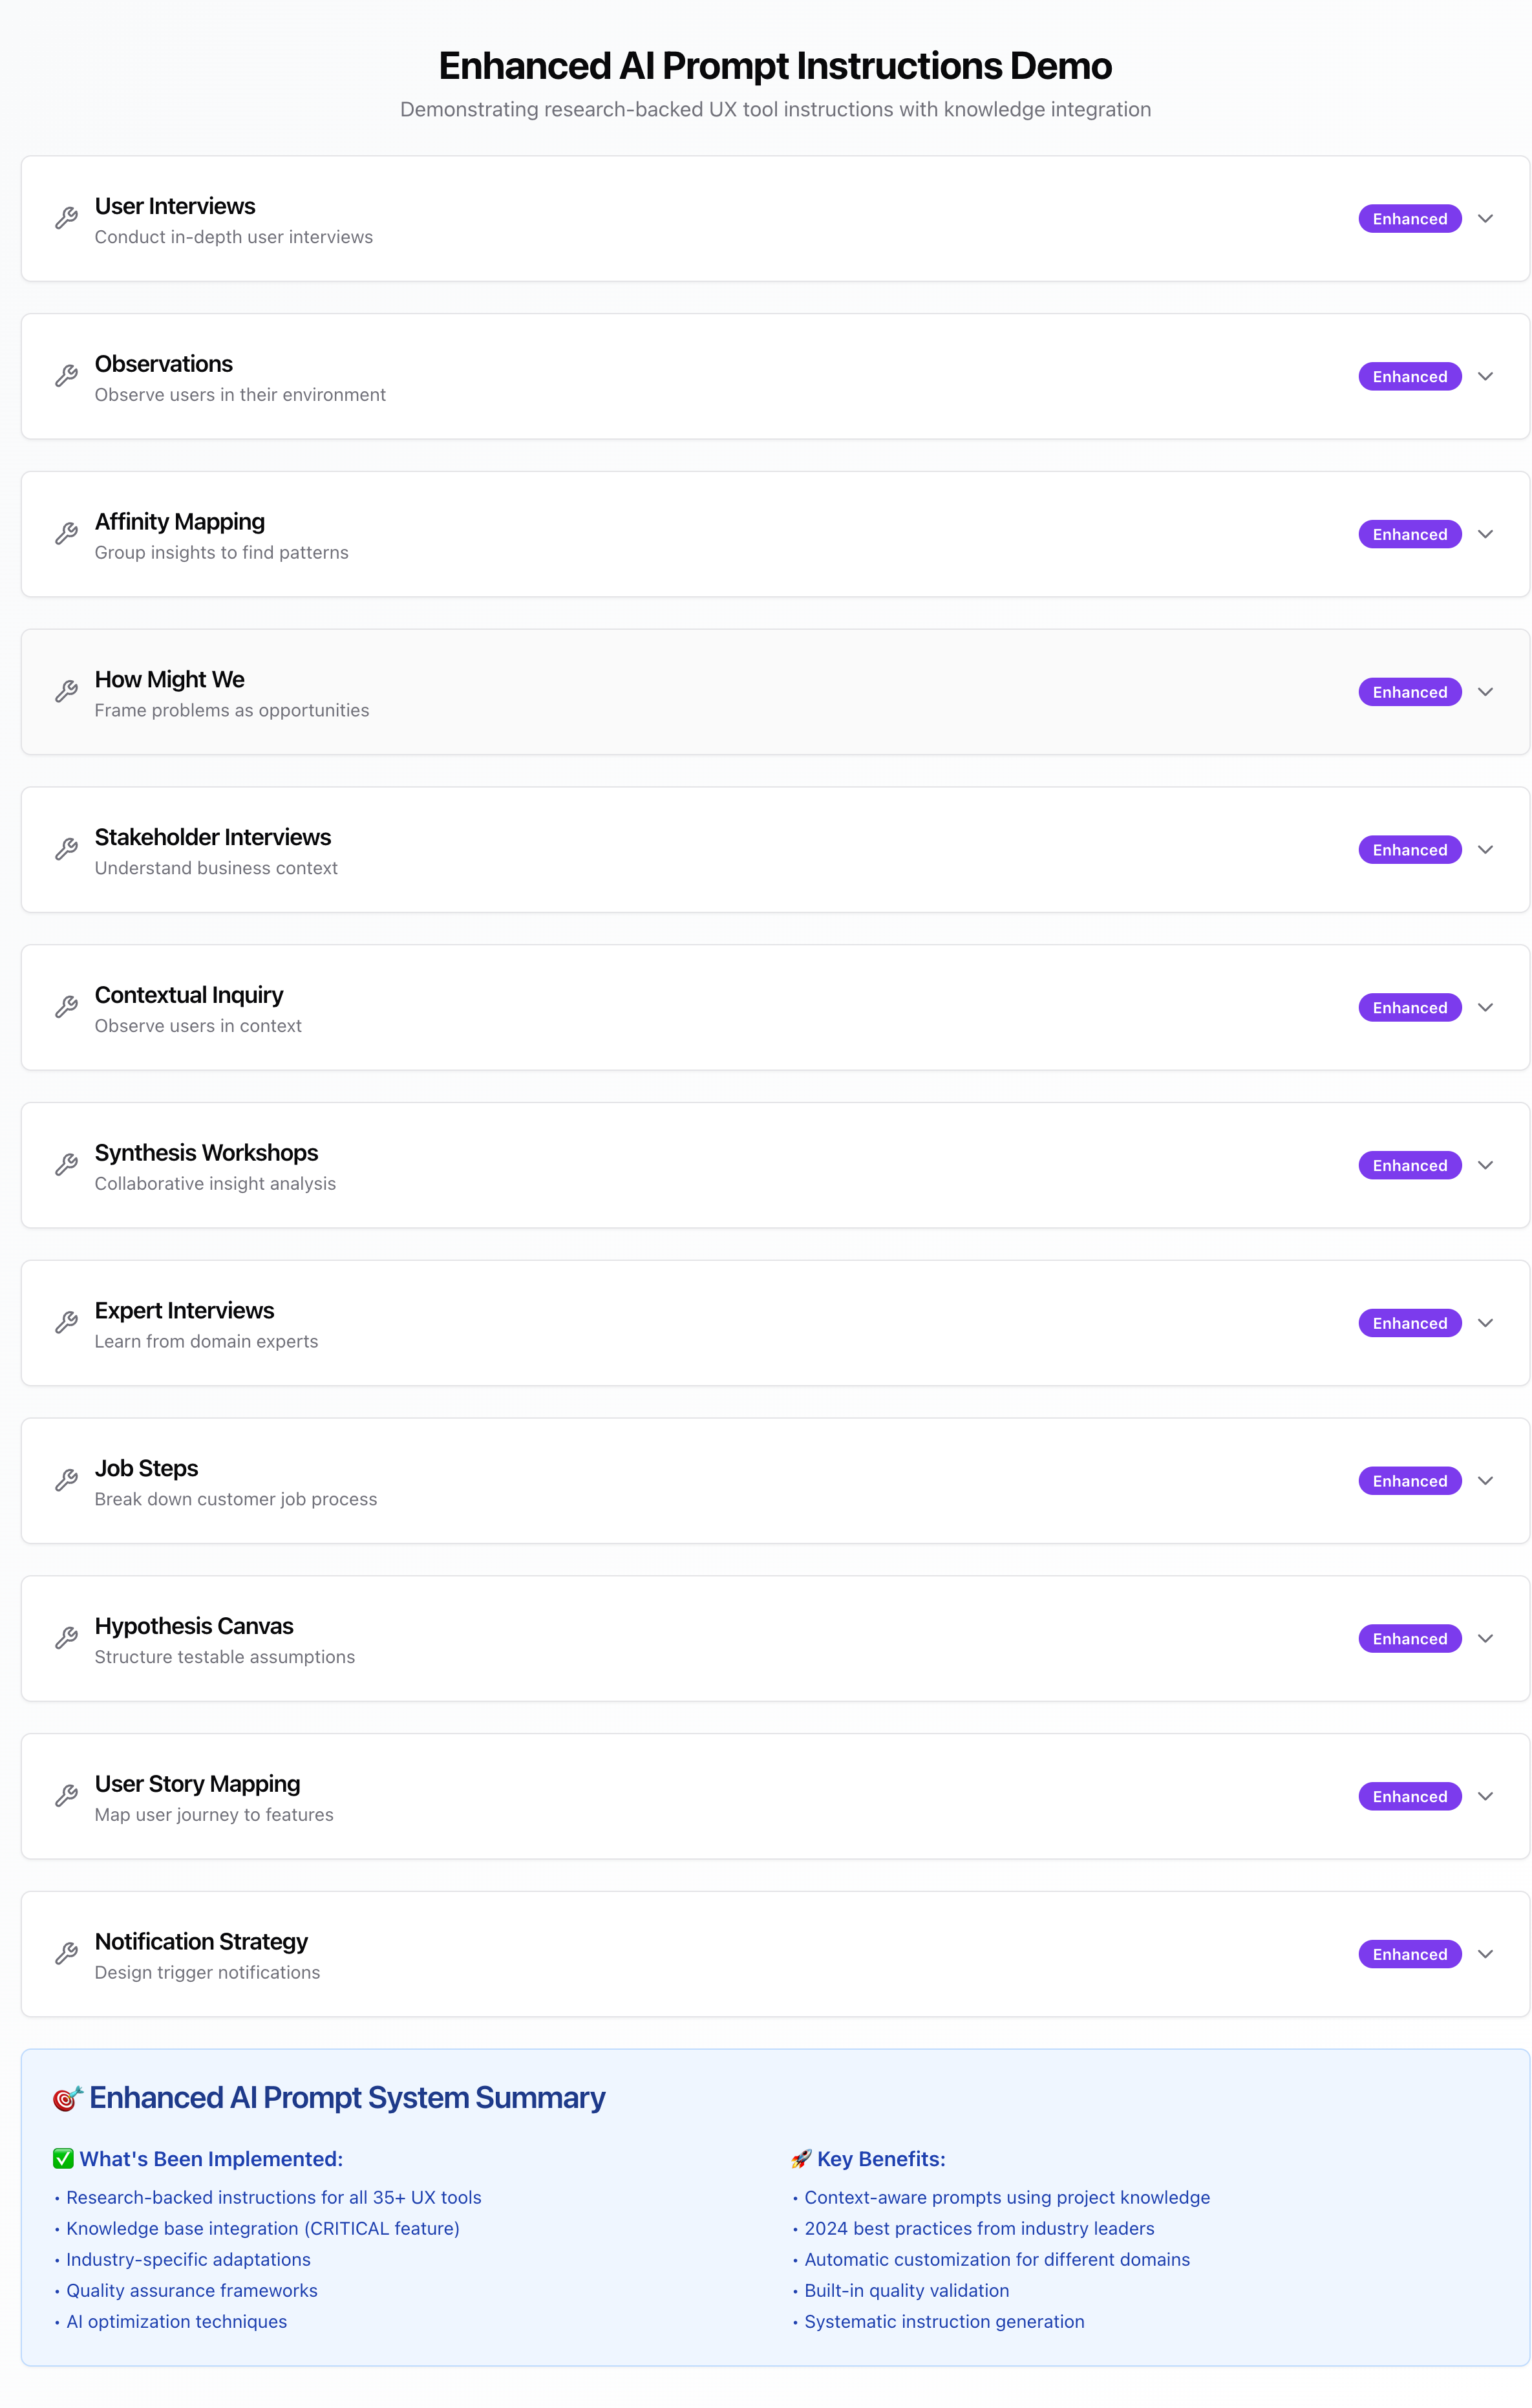 Enhanced AI Prompt Instructions Demo
Demonstrating research-backed UX tool instructions with knowledge integration
User Interviews
Conduct in-depth user interviews
Enhanced
Observations
Observe users in their environment
Enhanced
Affinity Mapping
Group insights to find patterns
Enhanced
How Might We
Frame problems as opportunities
Enhanced
Stakeholder Interviews
Understand business context
Enhanced
Contextual Inquiry
Observe users in context
Enhanced
Synthesis Workshops
Collaborative insight analysis
Enhanced
Expert Interviews
Learn from domain experts
Enhanced
Job Steps
Break down customer job process
Enhanced
Hypothesis Canvas
Structure testable assumptions
Enhanced
User Story Mapping
Map user journey to features
Enhanced
Notification Strategy
Design trigger notifications
Enhanced
🎯 Enhanced AI Prompt System Summary
✅ What's Been Implemented:
• Research-backed instructions for all 35+ UX tools
• Knowledge base integration (CRITICAL feature)
• Industry-specific adaptations
• Quality assurance frameworks
• AI optimization techniques
🚀 Key Benefits:
• Context-aware prompts using project knowledge
• 2024 best practices from industry leaders
• Automatic customization for different domains
• Built-in quality validation
• Systematic instruction generation